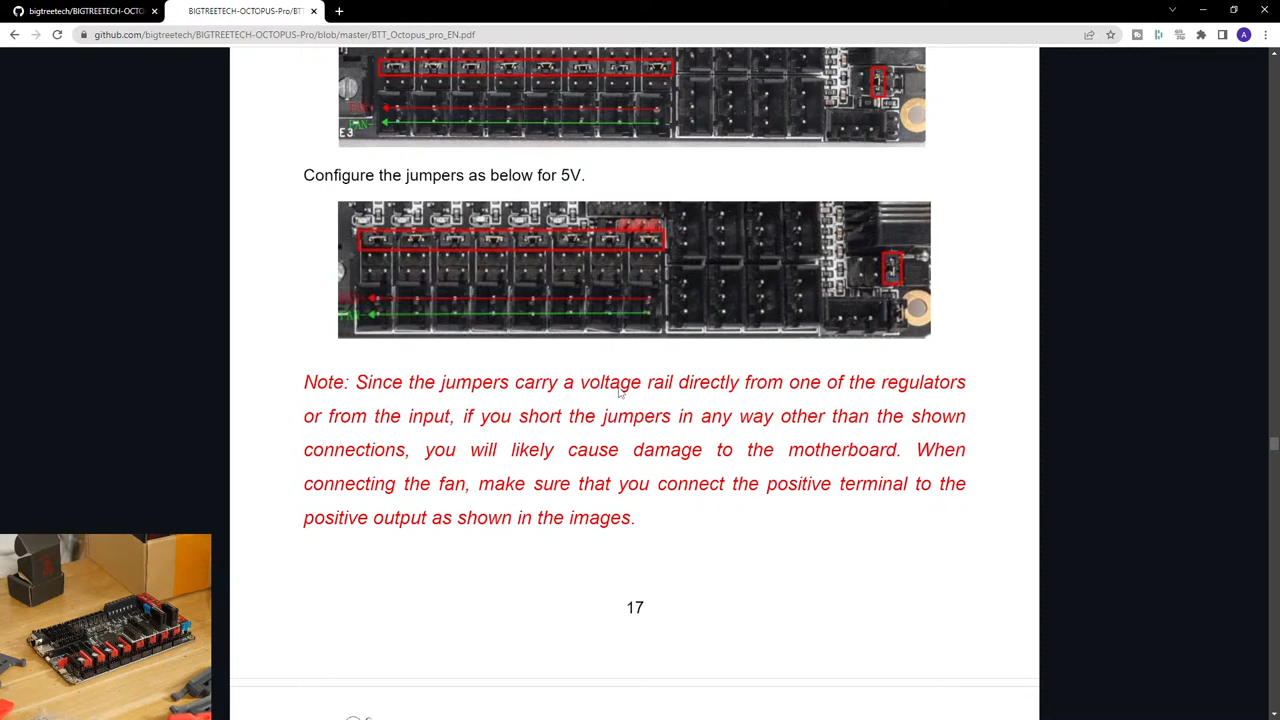 bigtreetech/BIGTREETECH-OCTO
BIGTREETECH-OCTOPUS-Pro/BT
github.com/bigtreetech/BIGTREETECH-OCTOPUS-Pro/blob/master/BTT_Octopus_pro_EN.pdf
A
FAN-
E3
Configure the jumpers as below for 5V.
FAN-
Note: Since the jumpers carry a voltage rail directly from one of the regulators
or from the input, if you short the jumpers in any way other than the shown
connections, you will likely cause damage to the motherboard. When
connecting the fan, make sure that you connect the positive terminal to the
positive output as shown in the images.
17